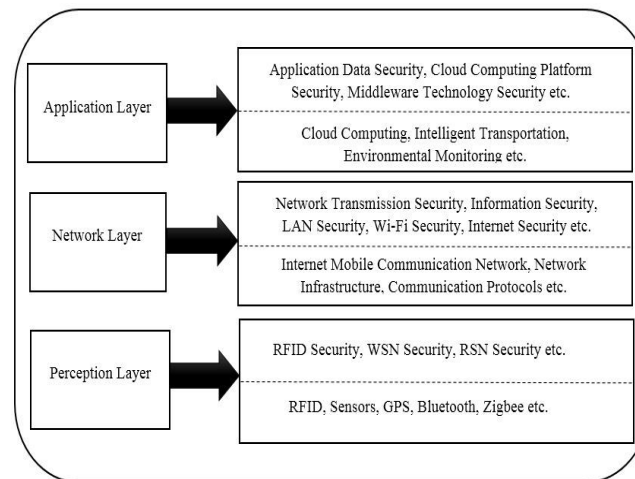 Application Layer
Application Data Security, Cloud Computing Platform
Security, Middleware Technology Security etc.
Cloud Computing, Intelligent Transportation,
Environmental Monitoring etc.
Network Layer
Network Transmission Security, Information Security,
LAN Security, Wi-Fi Security, Internet Security etc.
Internet Mobile Communication Network, Network
Infrastructure, Communication Protocols etc.
Perception Layer
RFID Security, WSN Security, RSN Security etc.
RFID, Sensors, GPS, Bluetooth, Zigbee etc.